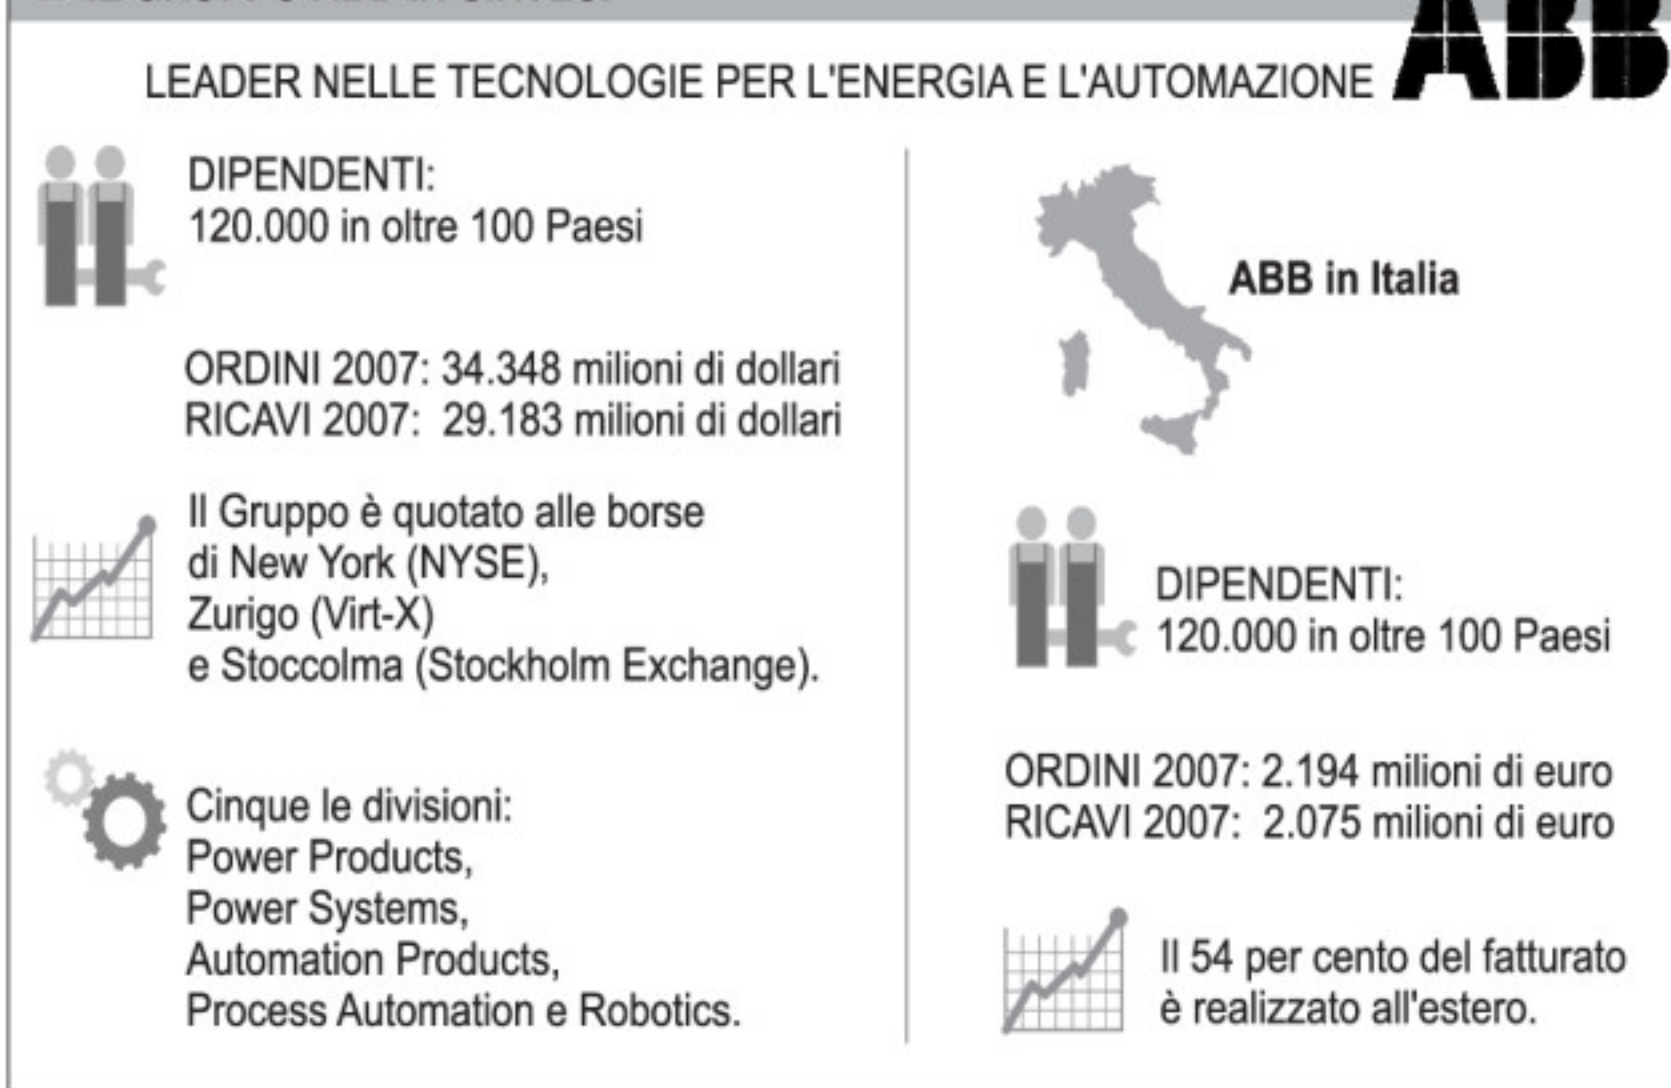 ABB
LEADER NELLE TECNOLOGIE PER L'ENERGIA E L'AUTOMAZIONE
DIPENDENTI:
120.000 in oltre 100 Paesi
ORDINI 2007: 34.348 milioni di dollari
RICAVI 2007: 29.183 milioni di dollari
Il Gruppo è quotato alle borse
di New York (NYSE),
Zurigo (Virt-X)
e Stoccolma (Stockholm Exchange).
Cinque le divisioni:
Power Products,
Power Systems,
Automation Products,
Process Automation e Robotics.
ABB in Italia
DIPENDENTI:
120.000 in oltre 100 Paesi
ORDINI 2007: 2.194 milioni di euro
RICAVI 2007: 2.075 milioni di euro
Il 54 per cento del fatturato
è realizzato all'estero.